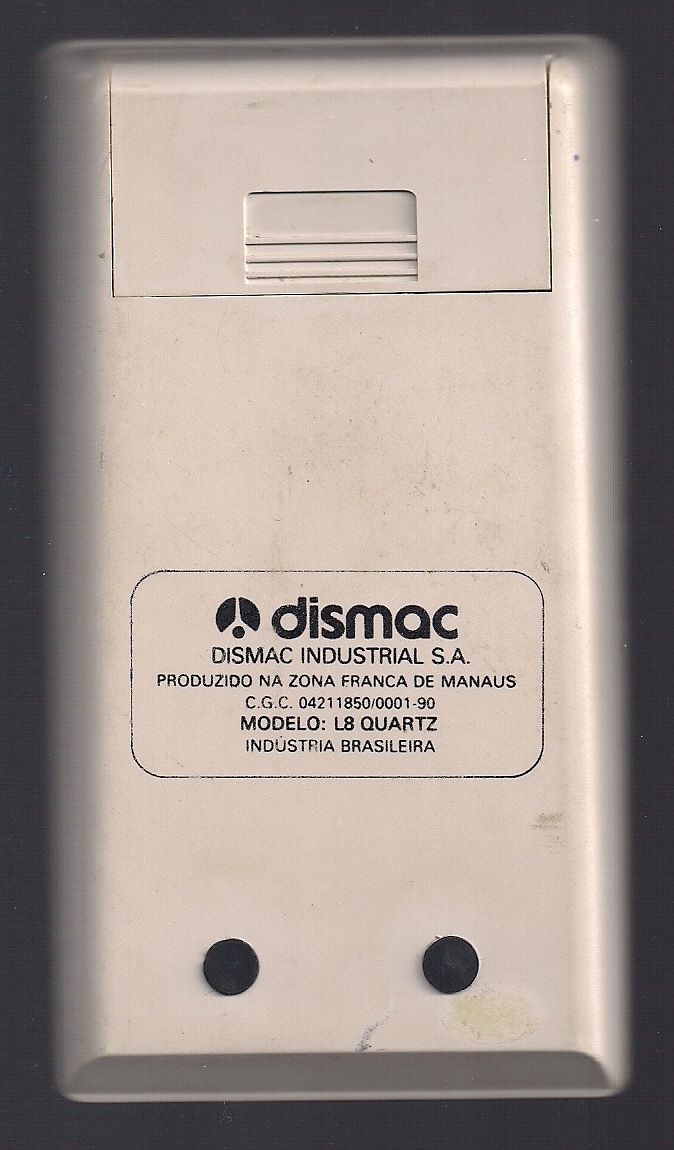 dismac
DISMAC INDUSTRIAL S.A.
PRODUZIDO NA ZONA FRANCA DE MANAUS
C.G.C. 04211850/0001-90
MODELO: L8 QUARTZ
INDÚSTRIA BRASILEIRA